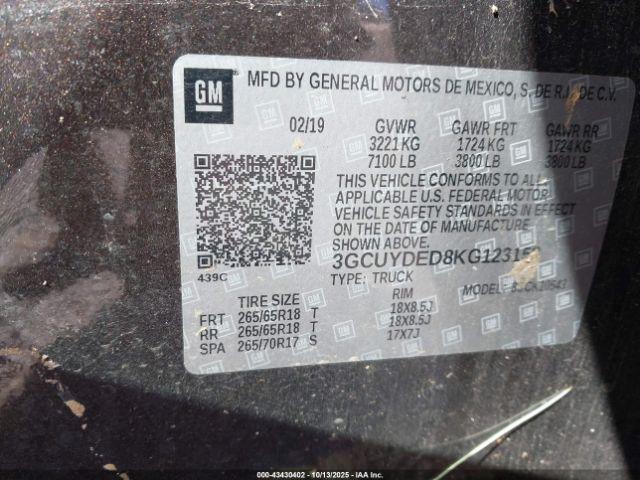 GM
MFD BY GENERAL MOTORS DE MEXICO, S. DE R.L. DE C.V.
02/19 GVWR GAWR FRT GAWR RR
3221 KG 1724 KG 1724 KG
7100 LB 3800 LB 3800 LB
THIS VEHICLE CONFORMS TO ALL
APPLICABLE U.S. FEDERAL MOTOR
VEHICLE SAFETY STANDARDS IN EFFECT
ON THE DATE OF MANUFACTURE
SHOWN ABOVE.
439C
TYPE: TRUCK MODEL:
TIRE SIZE RIM
FRT 265/65R18 T 18X8.5J
RR 265/65R18 T 18X8.5J
SPA 265/70R17 S 17X7J
000-43430402 - 10/13/2025 - IAAI.com